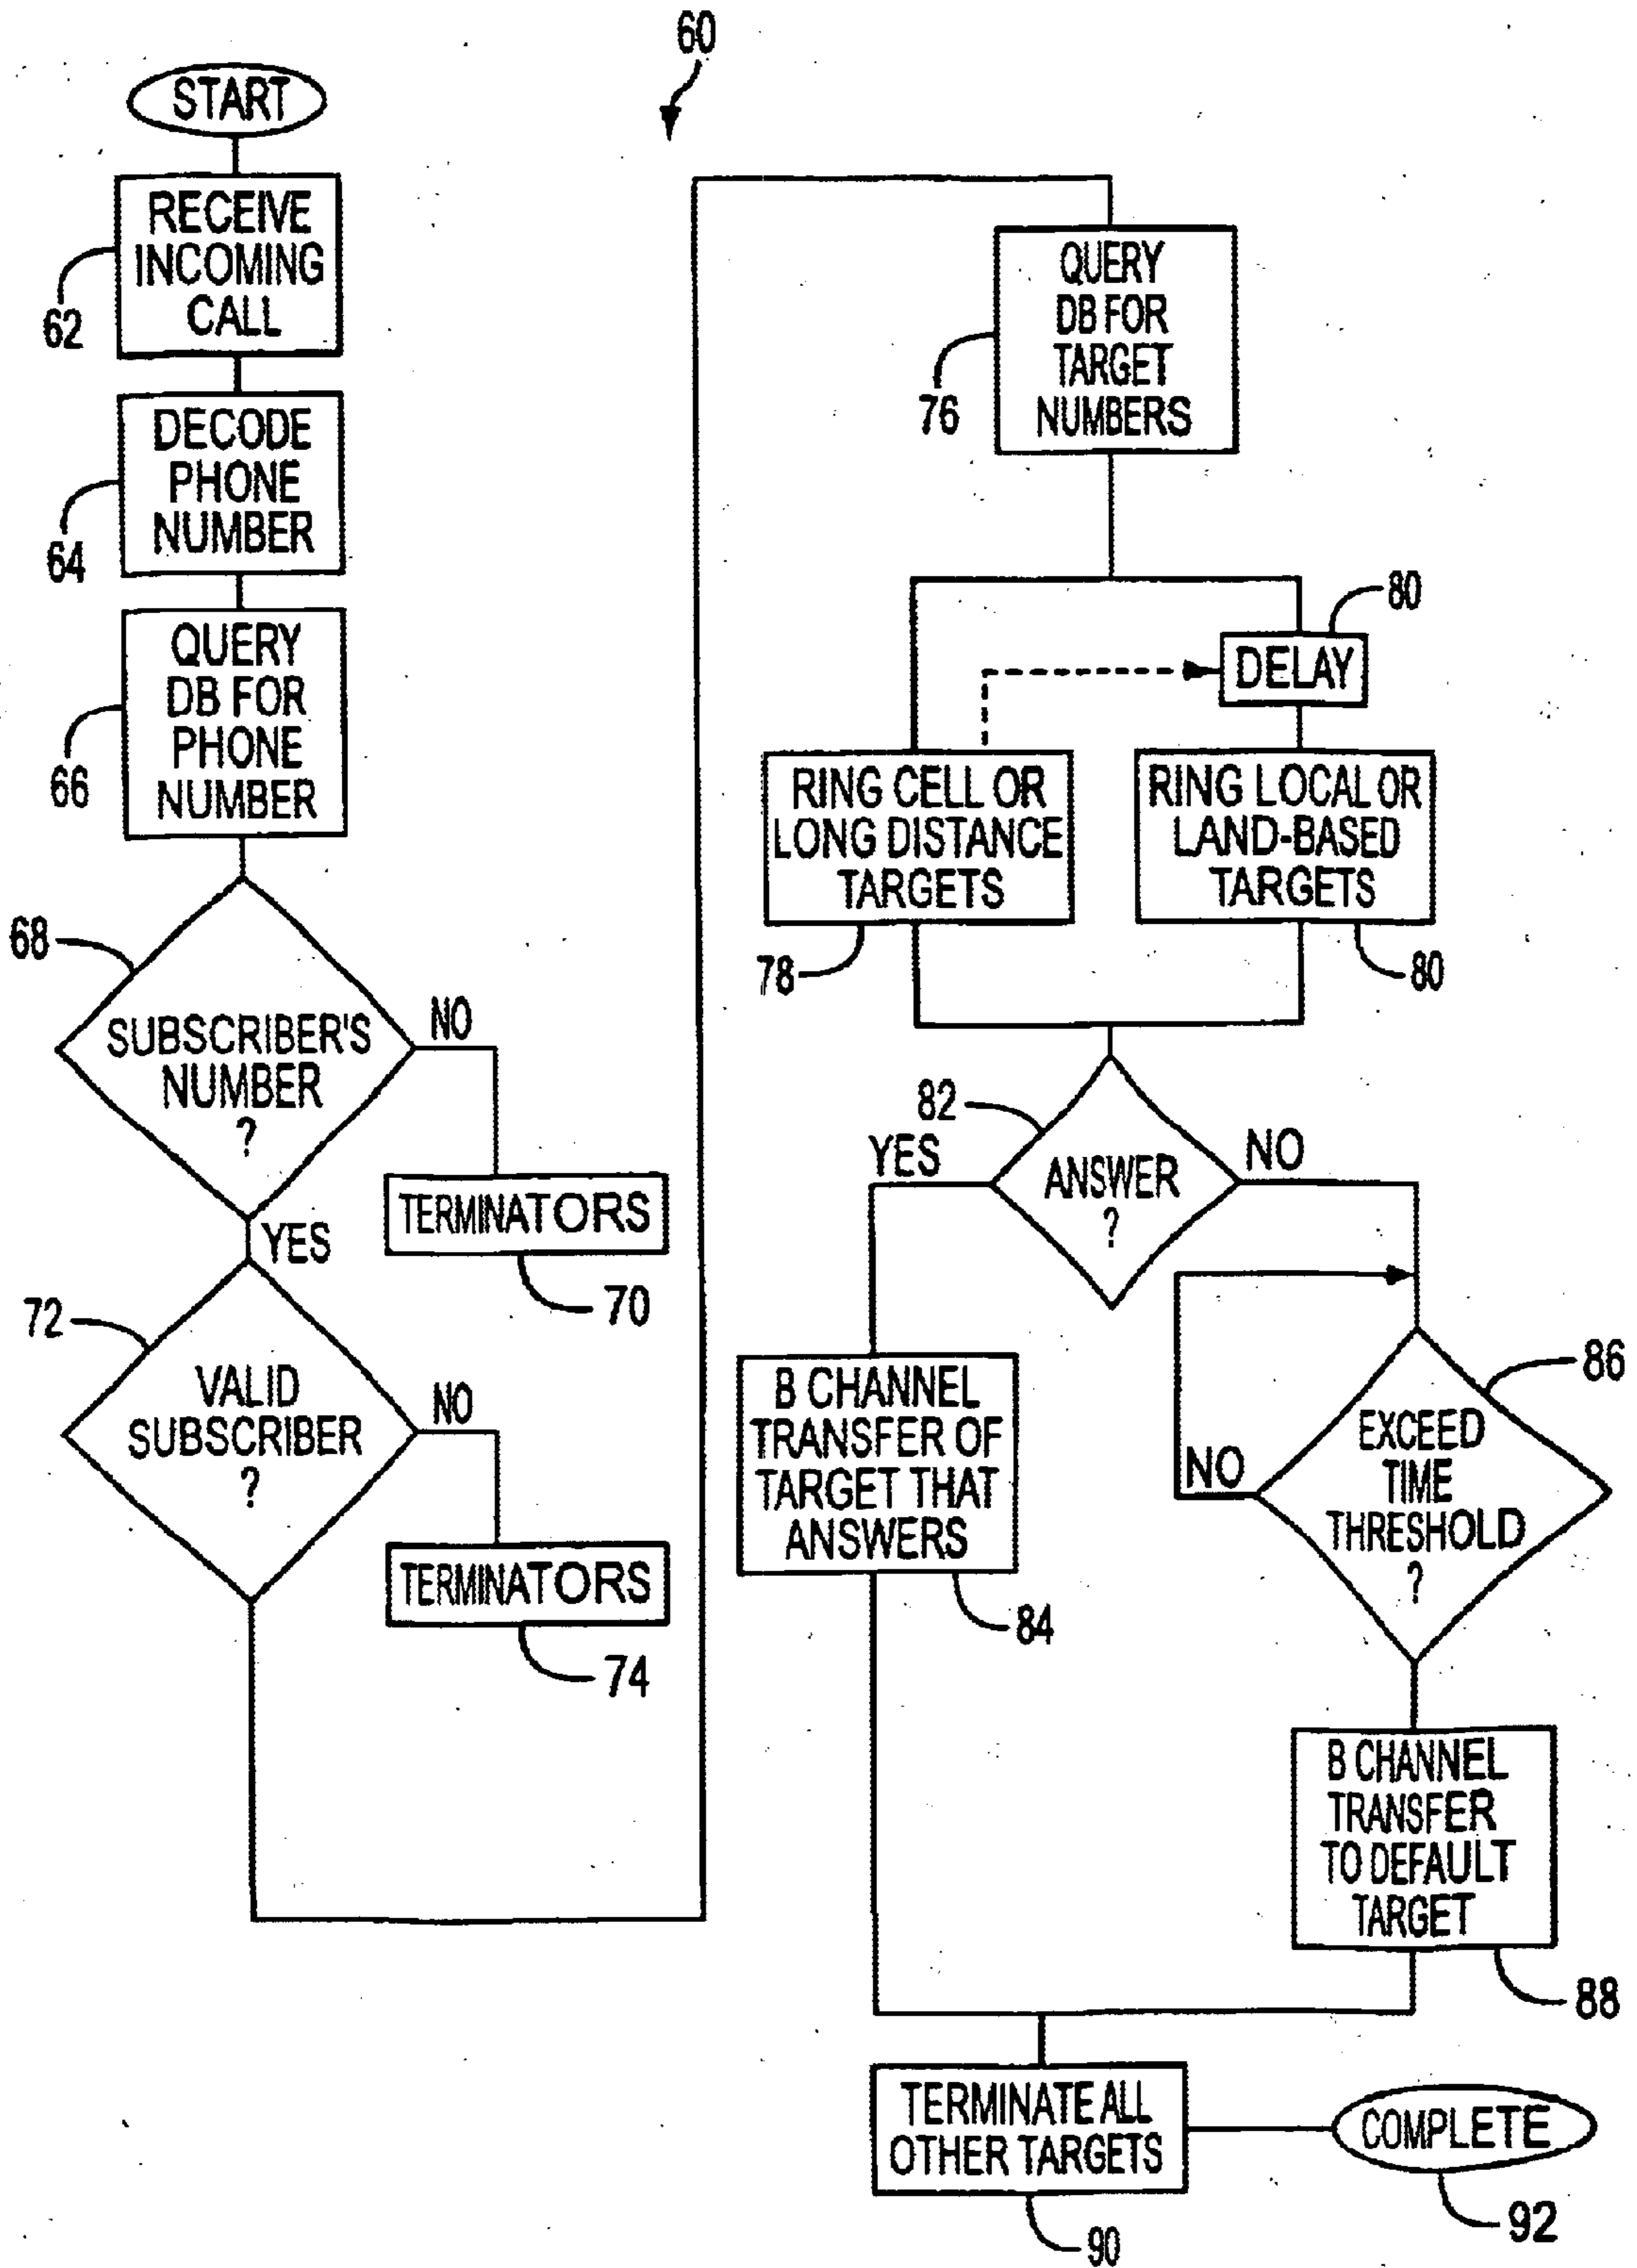 60
START
RECEIVE
INCOMING
CALL
62
DECODE
PHONE
NUMBER
64
QUERY
DB FOR
PHONE
NUMBER
66
68
SUBSCRIBER'S
NUMBER
?
NO
TERMINATORS
70
YES
72
VALID
SUBSCRIBER
?
NO
TERMINATORS
74
QUERY
DB FOR
TARGET
NUMBERS
76
80
DELAY
RING CELL OR
LONG DISTANCE
TARGETS
78
RING LOCAL OR
LAND-BASED
TARGETS
80
82
YES
ANSWER
?
NO
B CHANNEL
TRANSFER OF
TARGET THAT
ANSWERS
84
86
EXCEED
TIME
THRESHOLD
?
NO
B CHANNEL
TRANSFER
TO DEFAULT
TARGET
88
TERMINATE ALL
OTHER TARGETS
90
COMPLETE
92